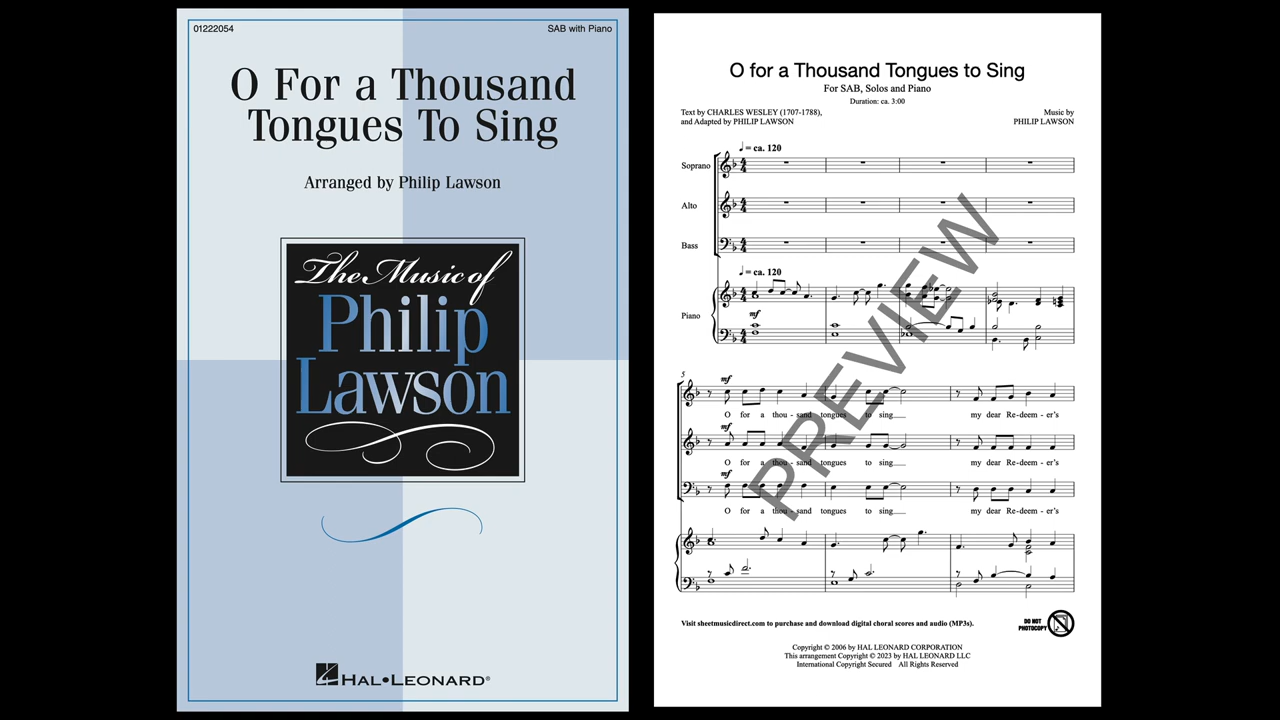 01222054
SAB with Piano
O For a Thousand
Tongues To Sing
Arranged by Philip Lawson
The Music of
Philip
Lawson
HAL•LEONARD®
O for a Thousand Tongues to Sing
For SAB, Solos and Piano
Duration: ca. 3:00
Text by CHARLES WESLEY (1707-1788),
and Adapted by PHILIP LAWSON
Music by
PHILIP LAWSON
♩ = ca. 120
Soprano
Alto
Bass
♩ = ca. 120
Piano
mf
PREVIEW
5
mf
O for a thou - sand tongues to sing___ my dear Re-deem - er's
mf
O for a thou - sand tongues to sing___ my dear Re-deem - er's
mf
O for a thou - sand tongues to sing___ my dear Re-deem - er's
Visit sheetmusicdirect.com to purchase and download digital choral scores and audio (MP3s).
DO NOT
PHOTOCOPY
Copyright © 2006 by HAL LEONARD CORPORATION
This arrangement Copyright © 2023 by HAL LEONARD LLC
International Copyright Secured All Rights Reserved